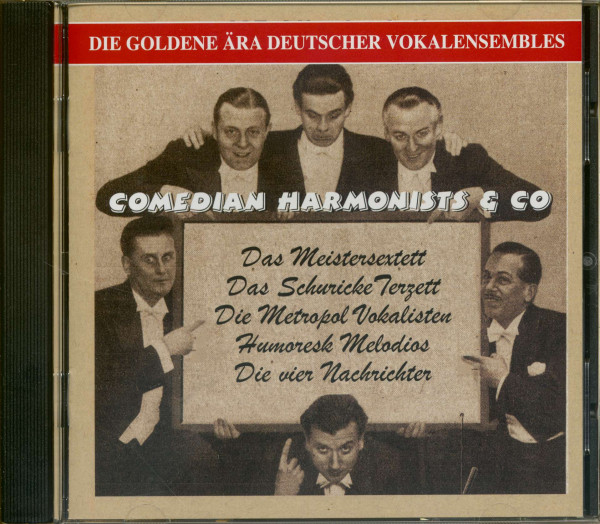 DIE GOLDENE ÄRA DEUTSCHER VOKALENSEMBLES
COMEDIAN HARMONISTS & CO
Das Meistersextett
Das Schuricke Terzett
Die Metropol Vokalisten
Humoresk Melodios
Die vier Nachrichter